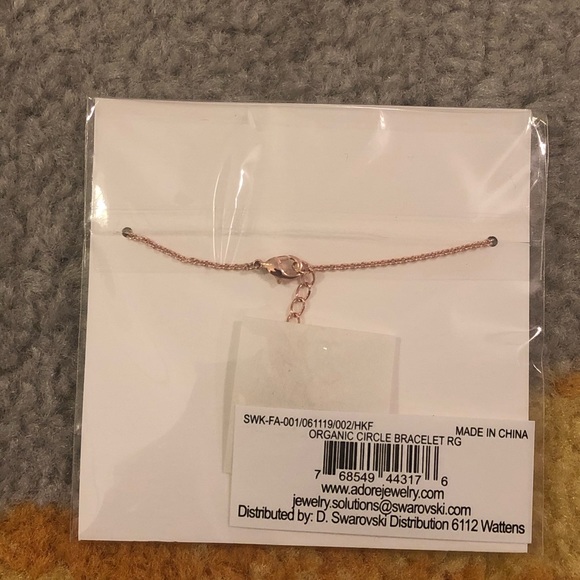 SWK-FA-001/061119/002/HKF
MADE IN CHINA
ORGANIC CIRCLE BRACELET RG
7 68549 44317 6
www.adorejewelry.com
jewelry.solutions@swarovski.com
Distributed by: D. Swarovski Distribution 6112 Wattens